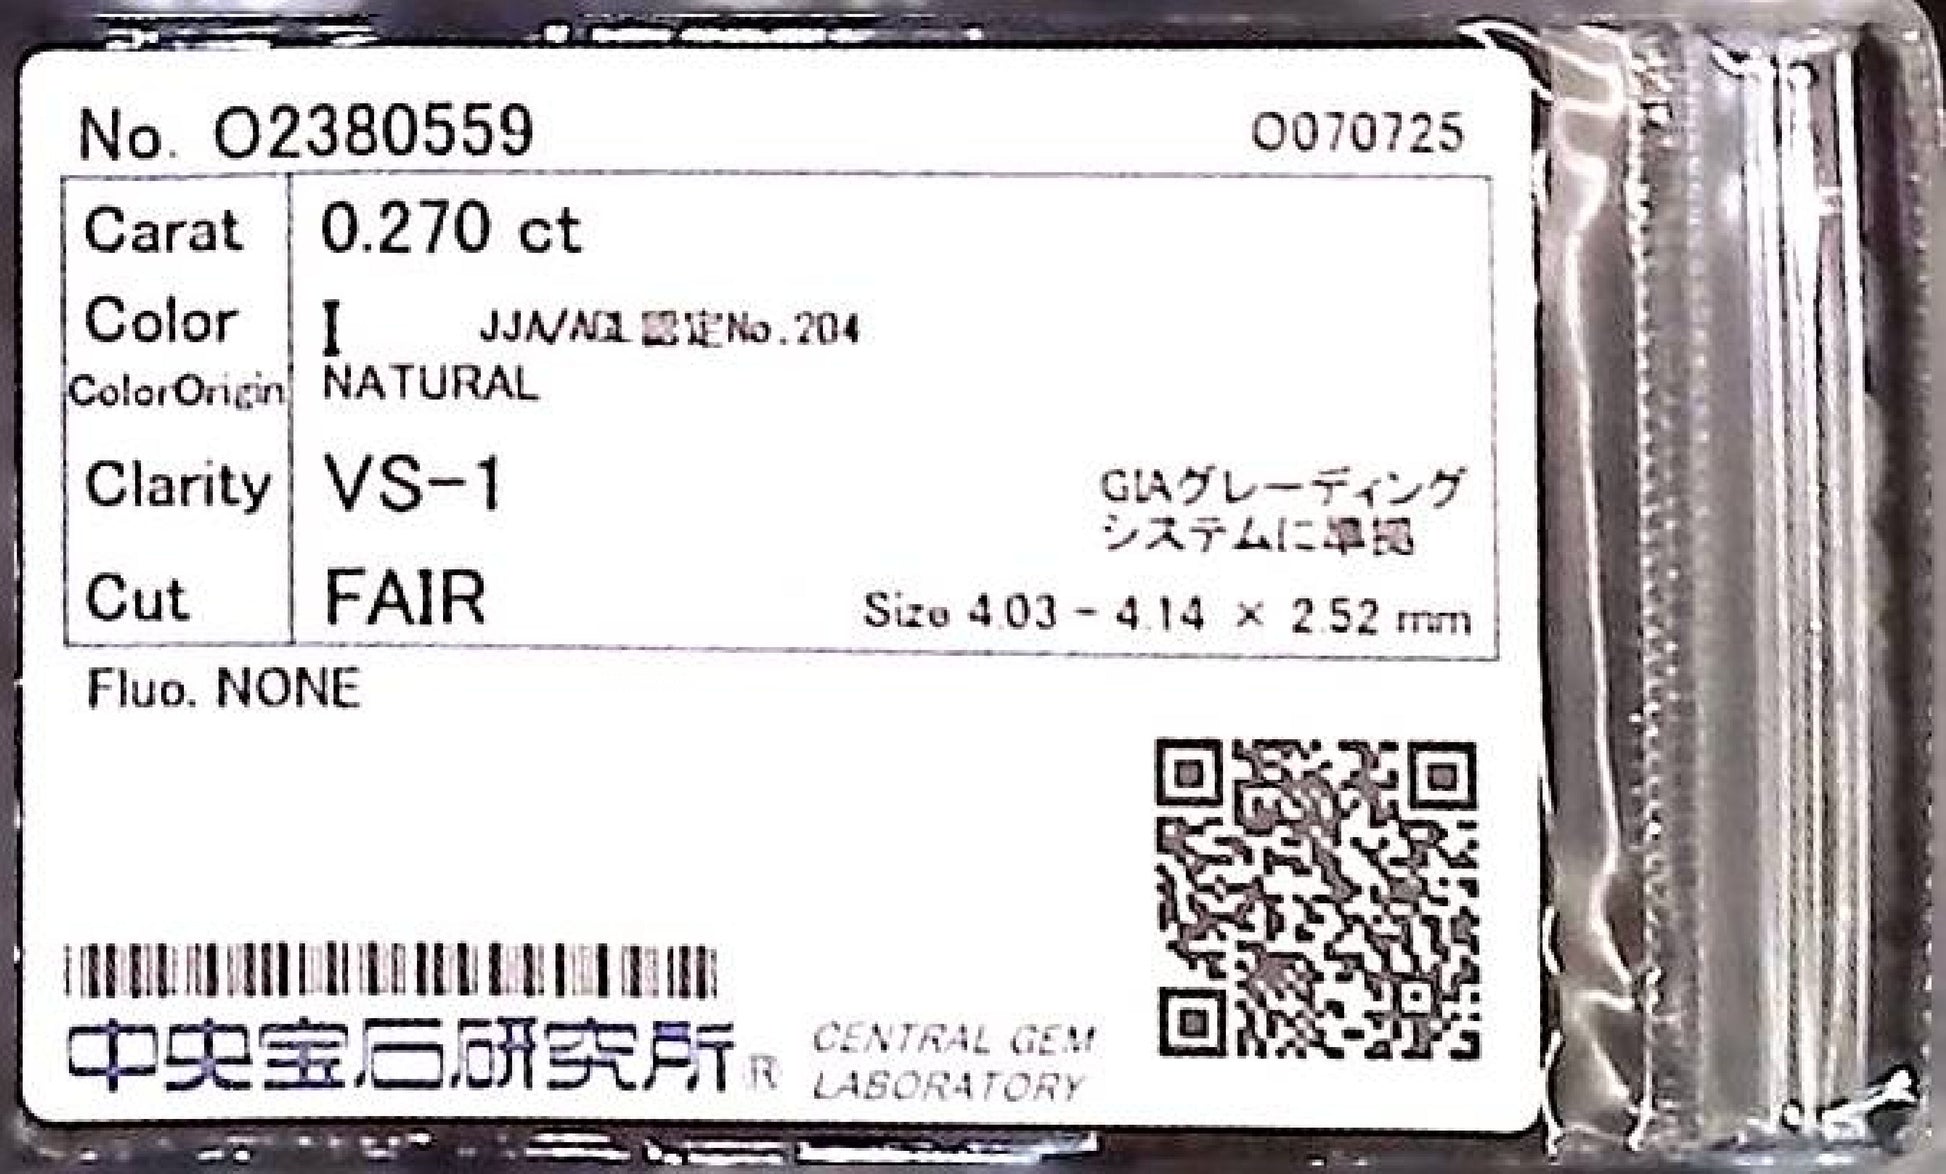 No. O2380559
O070725
Carat 0.270 ct
Color I JJA/AGL認定No.204
ColorOrigin NATURAL
Clarity VS-1
GIAグレーディング
システムに準拠
Cut FAIR
Size 4.03 - 4.14 × 2.52 mm
Fluo. NONE
中央宝石研究所®
CENTRAL GEM
LABORATORY